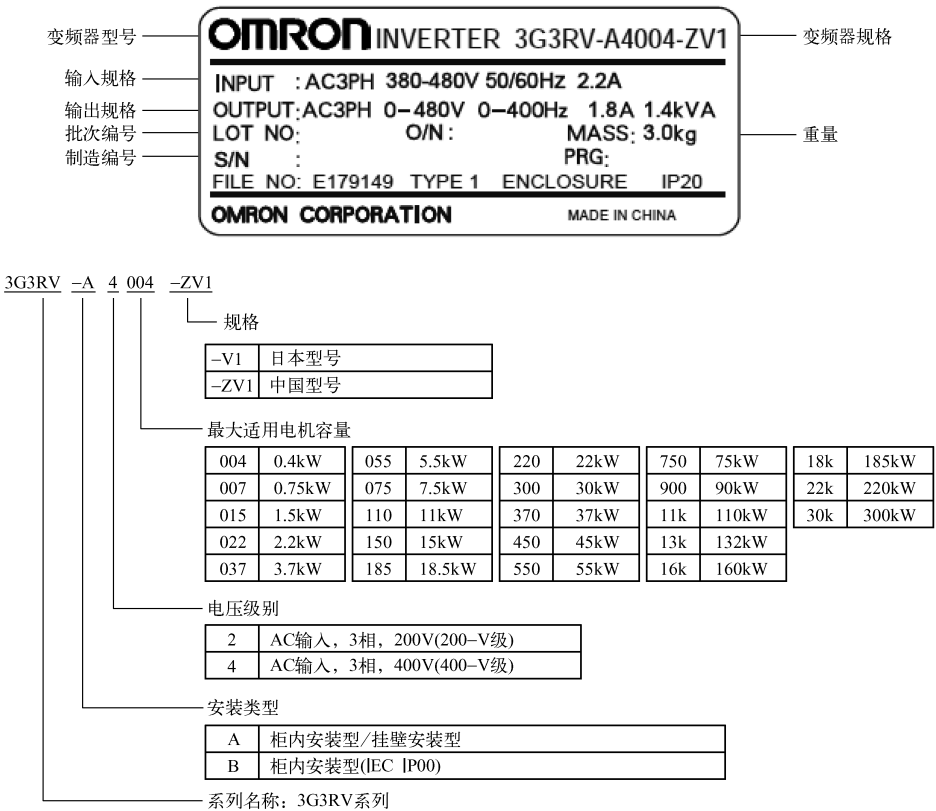 变频器型号
OMRON INVERTER 3G3RV-A4004-ZV1
变频器规格
输入规格
INPUT :AC3PH 380-480V 50/60Hz 2.2A
输出规格
OUTPUT:AC3PH 0-480V 0-400Hz 1.8A 1.4kVA
批次编号
LOT NO: O/N: MASS: 3.0kg
重量
制造编号
S/N : PRG:
FILE NO: E179149 TYPE 1 ENCLOSURE IP20
OMRON CORPORATION MADE IN CHINA
3G3RV -A 4 004 -ZV1
规格
-V1 日本型号
-ZV1 中国型号
最大适用电机容量
004 0.4kW 055 5.5kW 220 22kW 750 75kW 18k 185kW
007 0.75kW 075 7.5kW 300 30kW 900 90kW 22k 220kW
015 1.5kW 110 11kW 370 37kW 11k 110kW 30k 300kW
022 2.2kW 150 15kW 450 45kW 13k 132kW
037 3.7kW 185 18.5kW 550 55kW 16k 160kW
电压级别
2 AC输入，3相，200V(200-V级)
4 AC输入，3相，400V(400-V级)
安装类型
A 柜内安装型/挂壁安装型
B 柜内安装型(IEC IP00)
系列名称：3G3RV系列